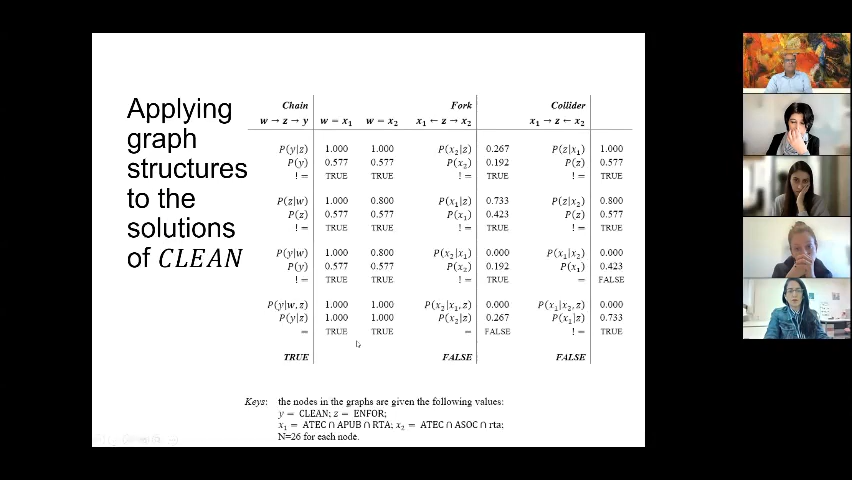 Applying
graph
structures
to the
solutions
of CLEAN
Chain Fork Collider
w → z → y w = x₁ w = x₂ x₁ ← z → x₂ x₁ → z ← x₂
P(y|z) 1.000 1.000 P(x₂|z) 0.267 P(z|x₁) 1.000
P(y) 0.577 0.577 P(x₂) 0.192 P(z) 0.577
! = TRUE TRUE ! = TRUE ! = TRUE
P(z|w) 1.000 0.800 P(x₁|z) 0.733 P(z|x₂) 0.800
P(z) 0.577 0.577 P(x₁) 0.423 P(z) 0.577
! = TRUE TRUE ! = TRUE ! = TRUE
P(y|w) 1.000 0.800 P(x₂|x₁) 0.000 P(x₁|x₂) 0.000
P(y) 0.577 0.577 P(x₂) 0.192 P(x₁) 0.423
! = TRUE TRUE ! = TRUE = FALSE
P(y|w, z) 1.000 1.000 P(x₂|x₁, z) 0.000 P(x₁|x₂, z) 0.000
P(y|z) 1.000 1.000 P(x₂|z) 0.267 P(x₁|z) 0.733
= TRUE TRUE = FALSE ! = TRUE
TRUE FALSE FALSE
Keys: the nodes in the graphs are given the following values:
y = CLEAN; z = ENFOR;
x₁ = ATEC ∩ APUB ∩ RTA; x₂ = ATEC ∩ ASOC ∩ rta;
N=26 for each node.